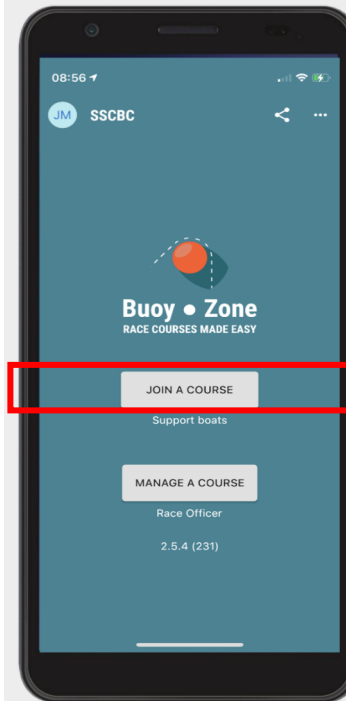 08:56
JM SSCBC
Buoy Zone
RACE COURSES MADE EASY
JOIN A COURSE
Support boats
MANAGE A COURSE
Race Officer
2.5.4 (231)